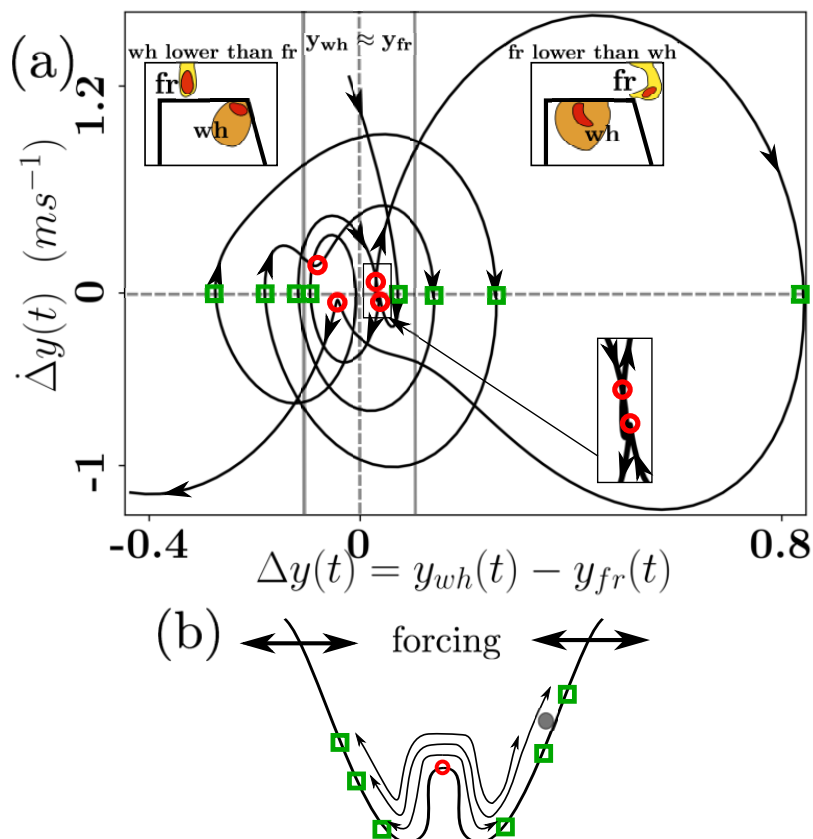 (a)
wh lower than fr
y_wh ≈ y_fr
fr lower than wh
fr
wh
fr
wh
1.2
0
-1
Δ̇y(t) (ms⁻¹)
-0.4
0
0.8
Δy(t) = y_wh(t) − y_fr(t)
(b)
forcing